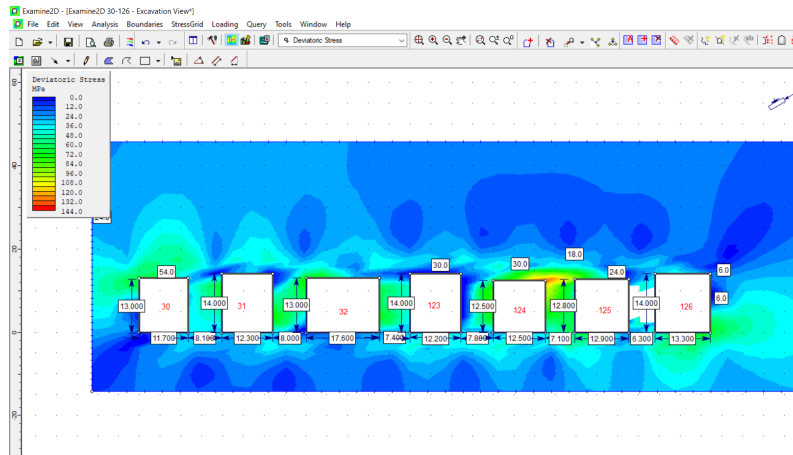 Examine2D - [Examine2D 30-126 - Excavation View*]
File Edit View Analysis Boundaries StressGrid Loading Query Tools Window Help
Deviatoric Stress
Deviatoric Stress
MPa
0.0
12.0
24.0
36.0
48.0
60.0
72.0
84.0
96.0
108.0
120.0
132.0
144.0
60
40
20
0
-20
18.0
54.0 30.0 30.0 24.0 6.0
6.0
13.000 30 14.000 31 13.000 32 14.000 123 12.500 124 12.800 125 14.000 126
11.700 8.100 12.300 8.000 17.600 7.400 12.200 7.800 12.500 7.100 12.900 6.300 13.300